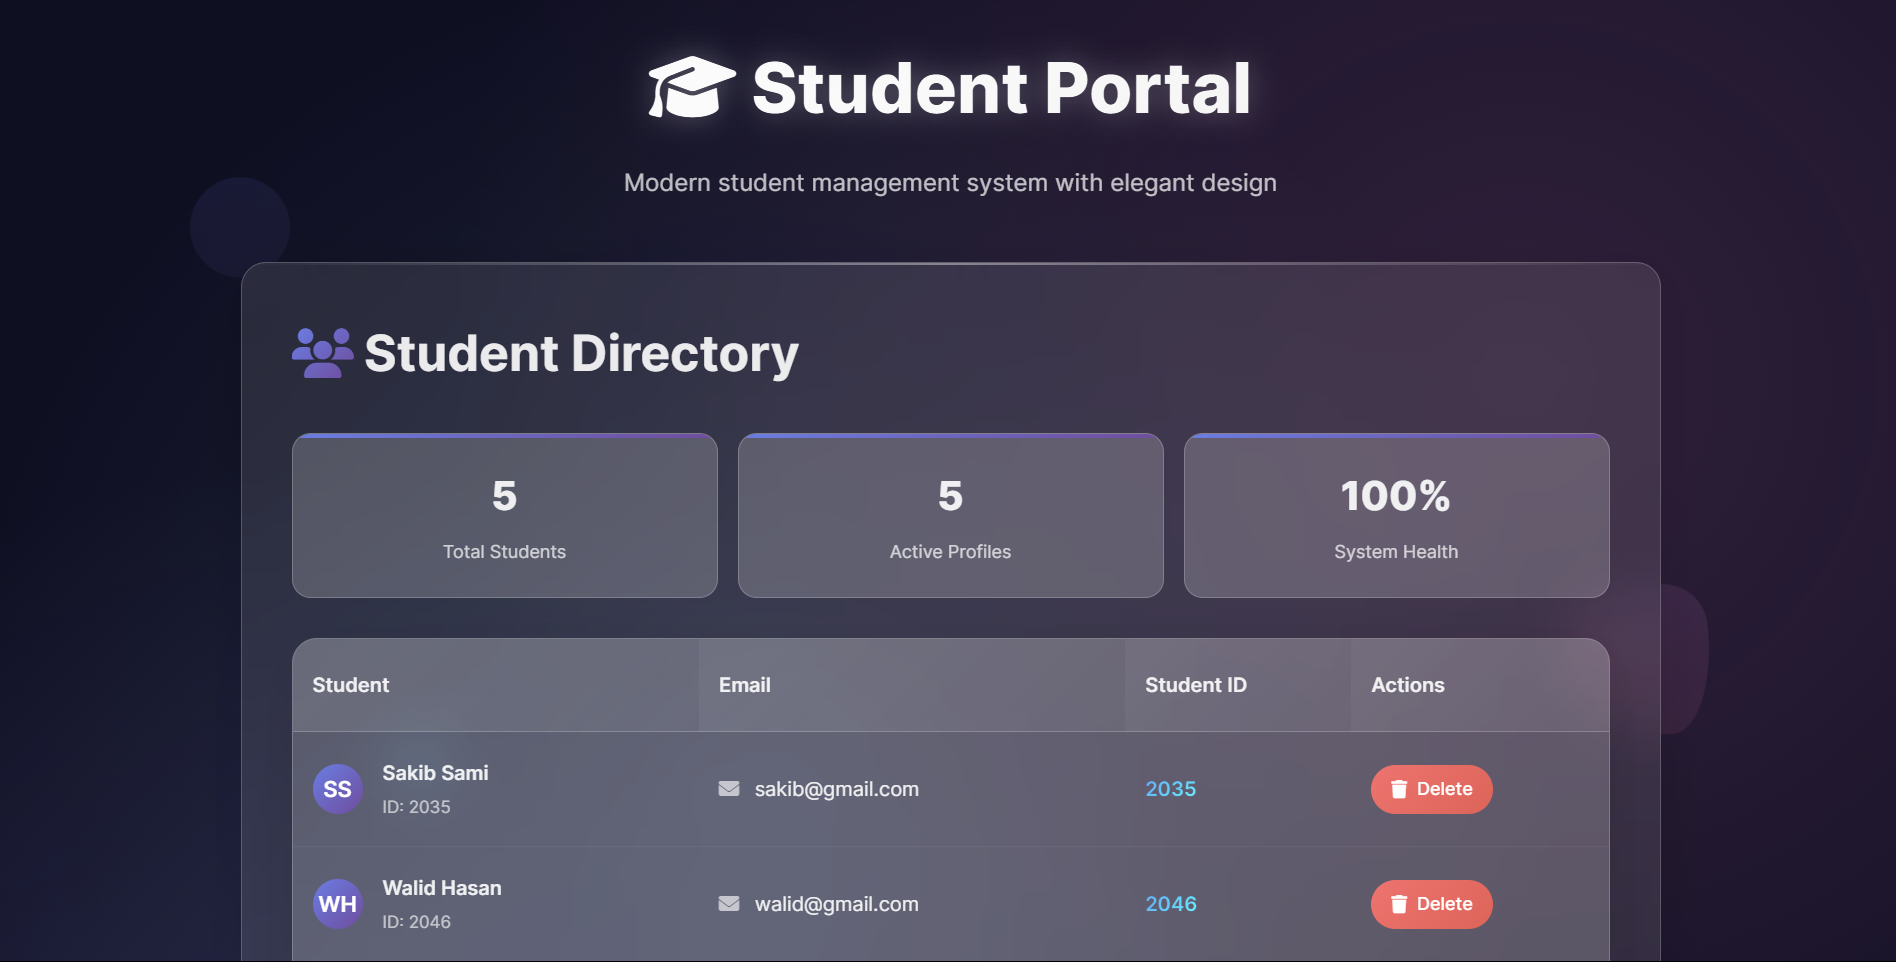 Student Portal
Modern student management system with elegant design
Student Directory
5
Total Students
5
Active Profiles
100%
System Health
Student Email Student ID Actions
SS Sakib Sami
ID: 2035
sakib@gmail.com 2035 Delete
WH Walid Hasan
ID: 2046
walid@gmail.com 2046 Delete